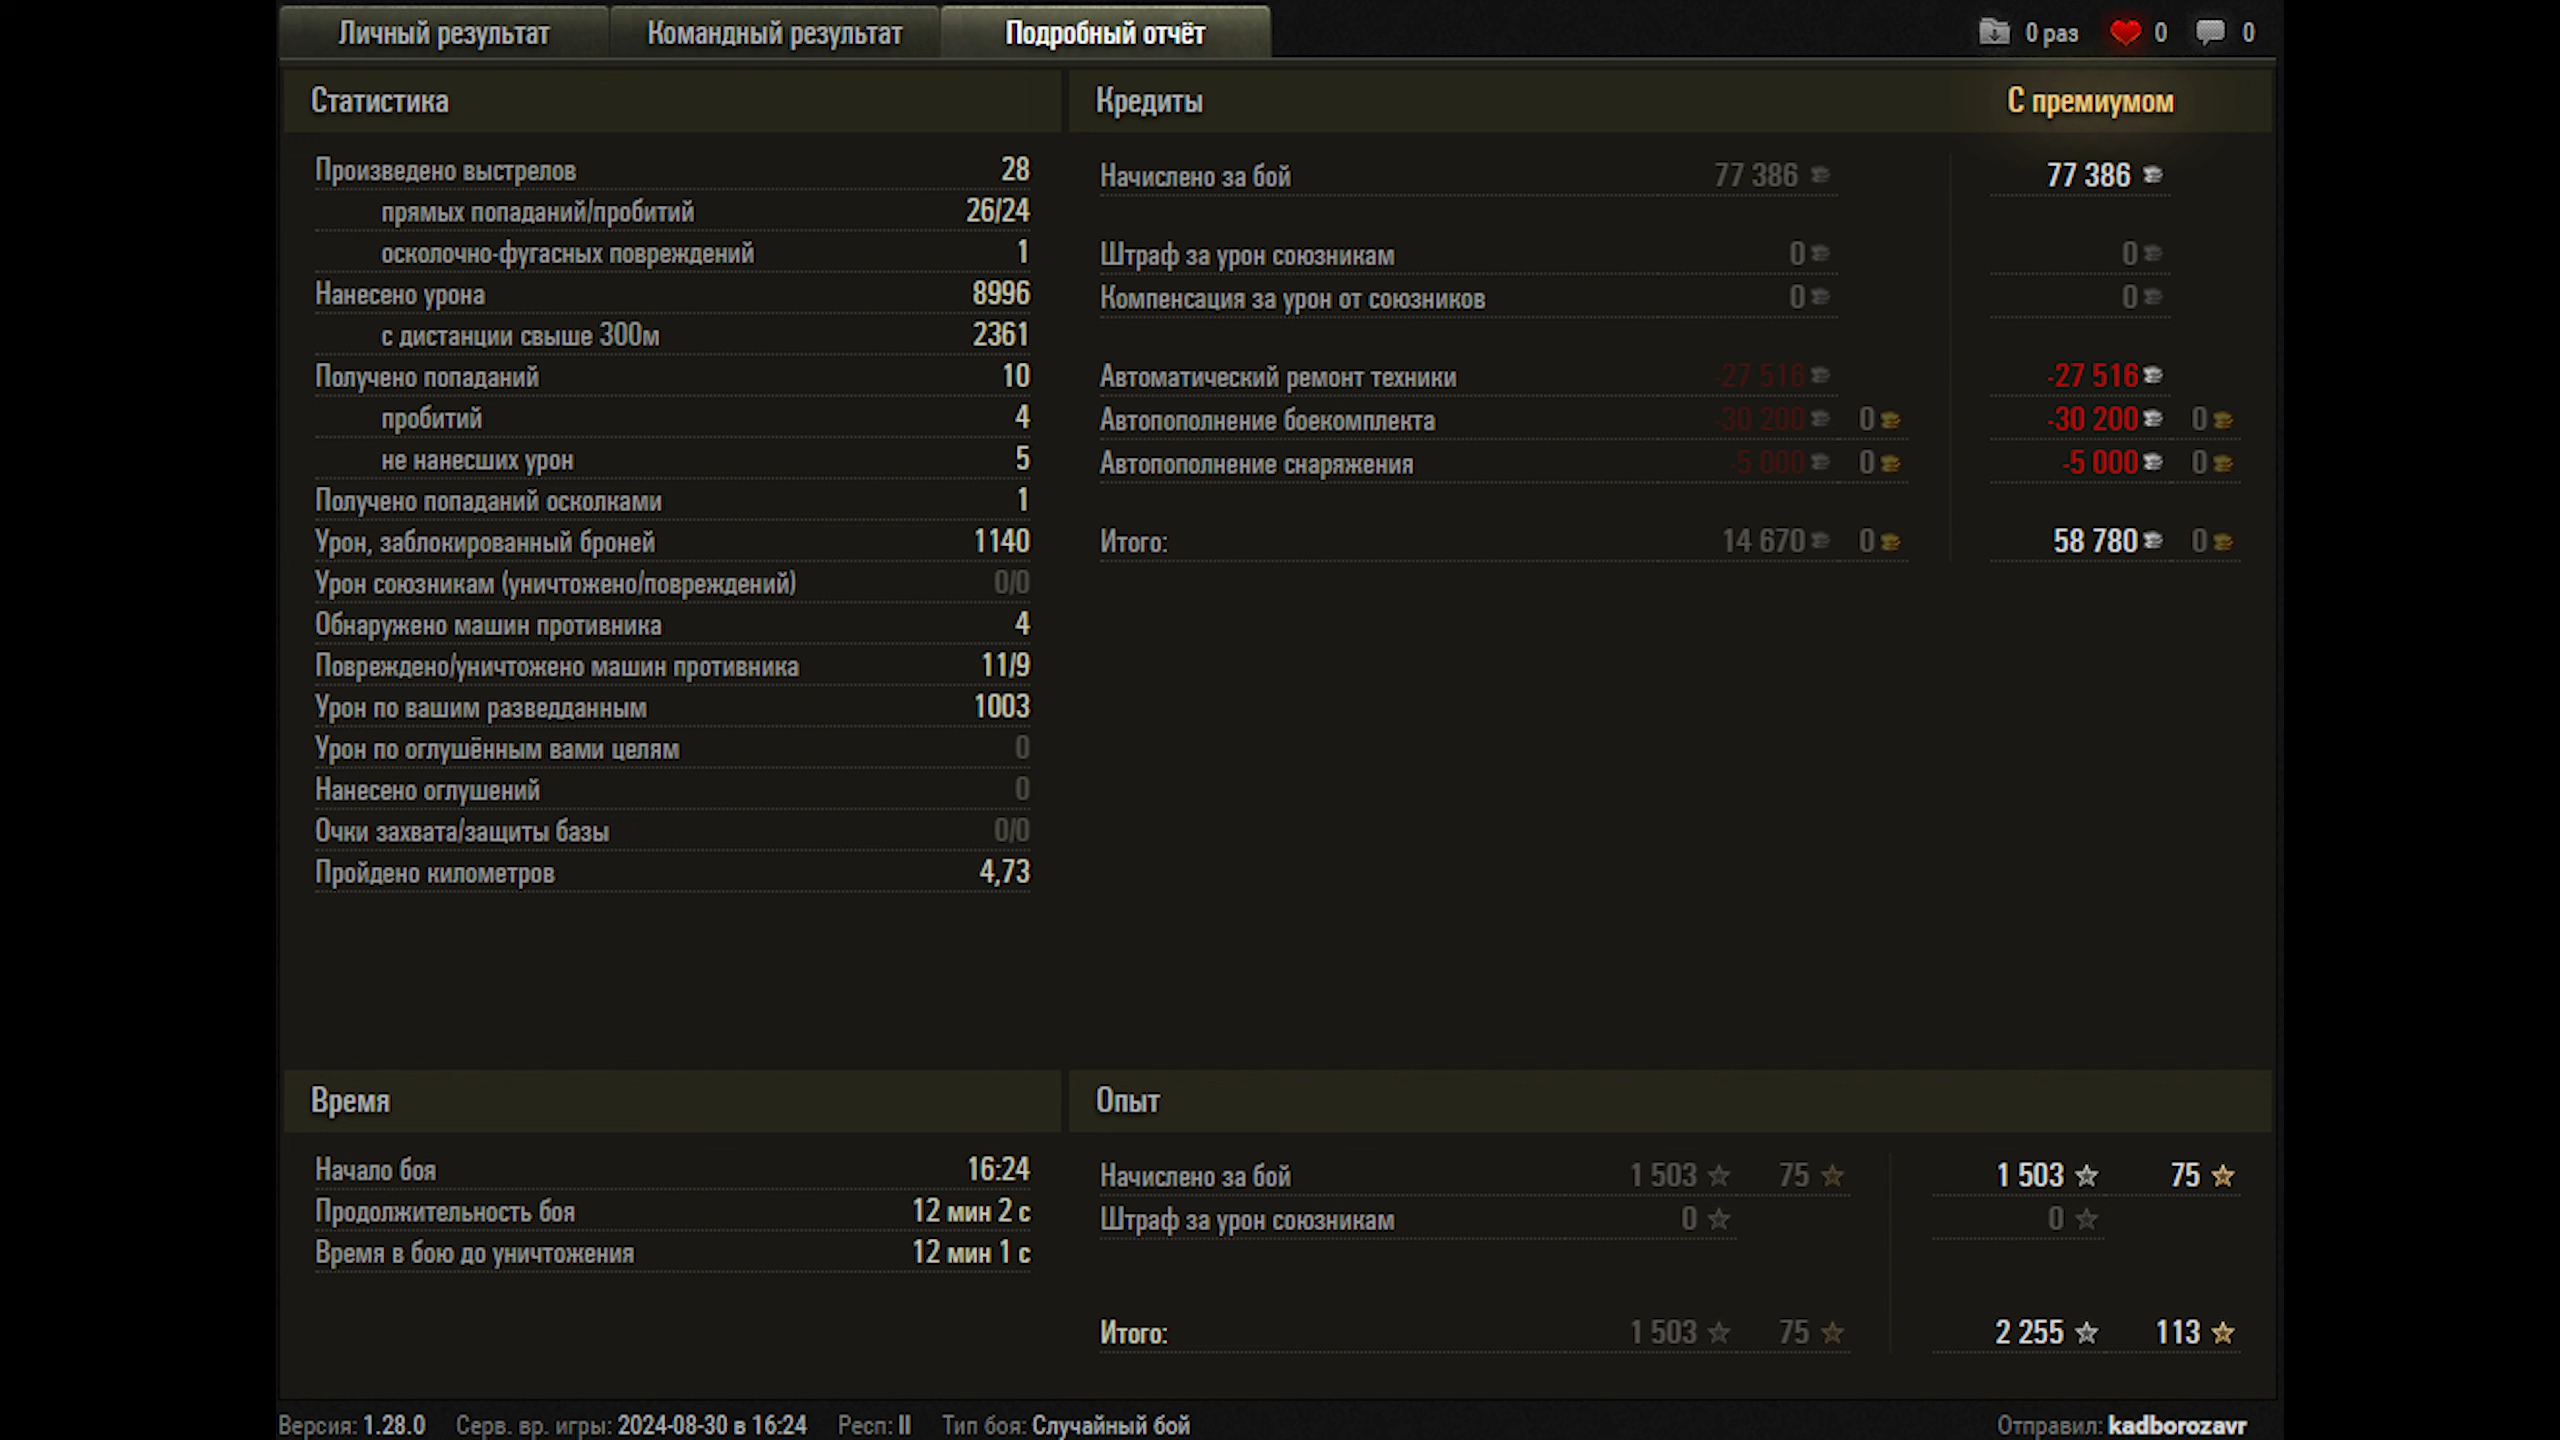 Личный результат Командный результат Подробный отчёт 0 раз 0 0
Статистика
Произведено выстрелов 28
прямых попаданий/пробитий 26/24
осколочно-фугасных повреждений 1
Нанесено урона 8996
с дистанции свыше 300м 2361
Получено попаданий 10
пробитий 4
не нанесших урон 5
Получено попаданий осколками 1
Урон, заблокированный броней 1140
Урон союзникам (уничтожено/повреждений) 0/0
Обнаружено машин противника 4
Повреждено/уничтожено машин противника 11/9
Урон по вашим разведданным 1003
Урон по оглушённым вами целям 0
Нанесено оглушений 0
Очки захвата/защиты базы 0/0
Пройдено километров 4,73
Кредиты С премиумом
Начислено за бой 77 386 77 386
Штраф за урон союзникам 0 0
Компенсация за урон от союзников 0 0
Автоматический ремонт техники -27 516 -27 516
Автопополнение боекомплекта -30 200 0 -30 200 0
Автопополнение снаряжения -5 000 0 -5 000 0
Итого: 14 670 0 58 780 0
Время
Начало боя 16:24
Продолжительность боя 12 мин 2 с
Время в бою до уничтожения 12 мин 1 с
Опыт
Начислено за бой 1 503 75 1 503 75
Штраф за урон союзникам 0 0
Итого: 1 503 75 2 255 113
Версия: 1.28.0 Серв. вр. игры: 2024-08-30 в 16:24 Респ: II Тип боя: Случайный бой Отправил: kadborozavr